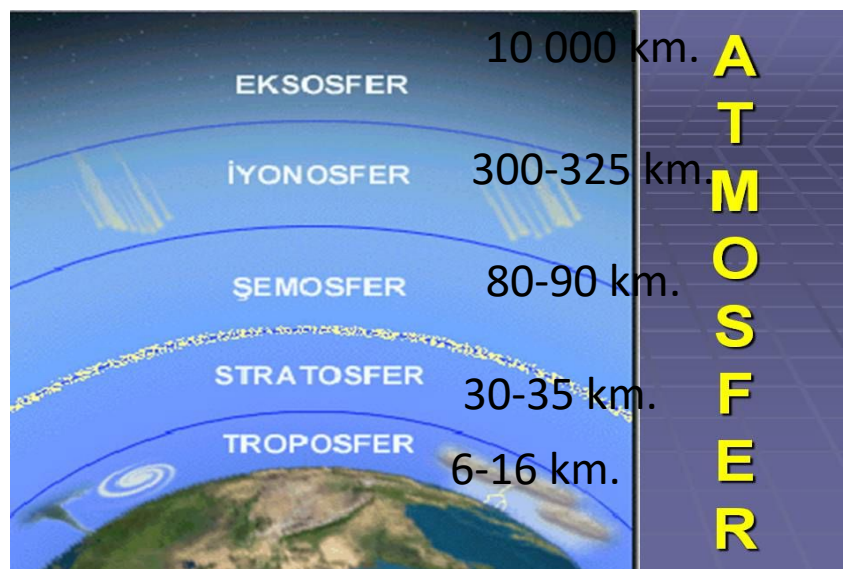 10 000 km.
EKSOSFER
İYONOSFER
300-325 km.
ŞEMOSFER
80-90 km.
STRATOSFER
30-35 km.
TROPOSFER
6-16 km.
ATMOSFER